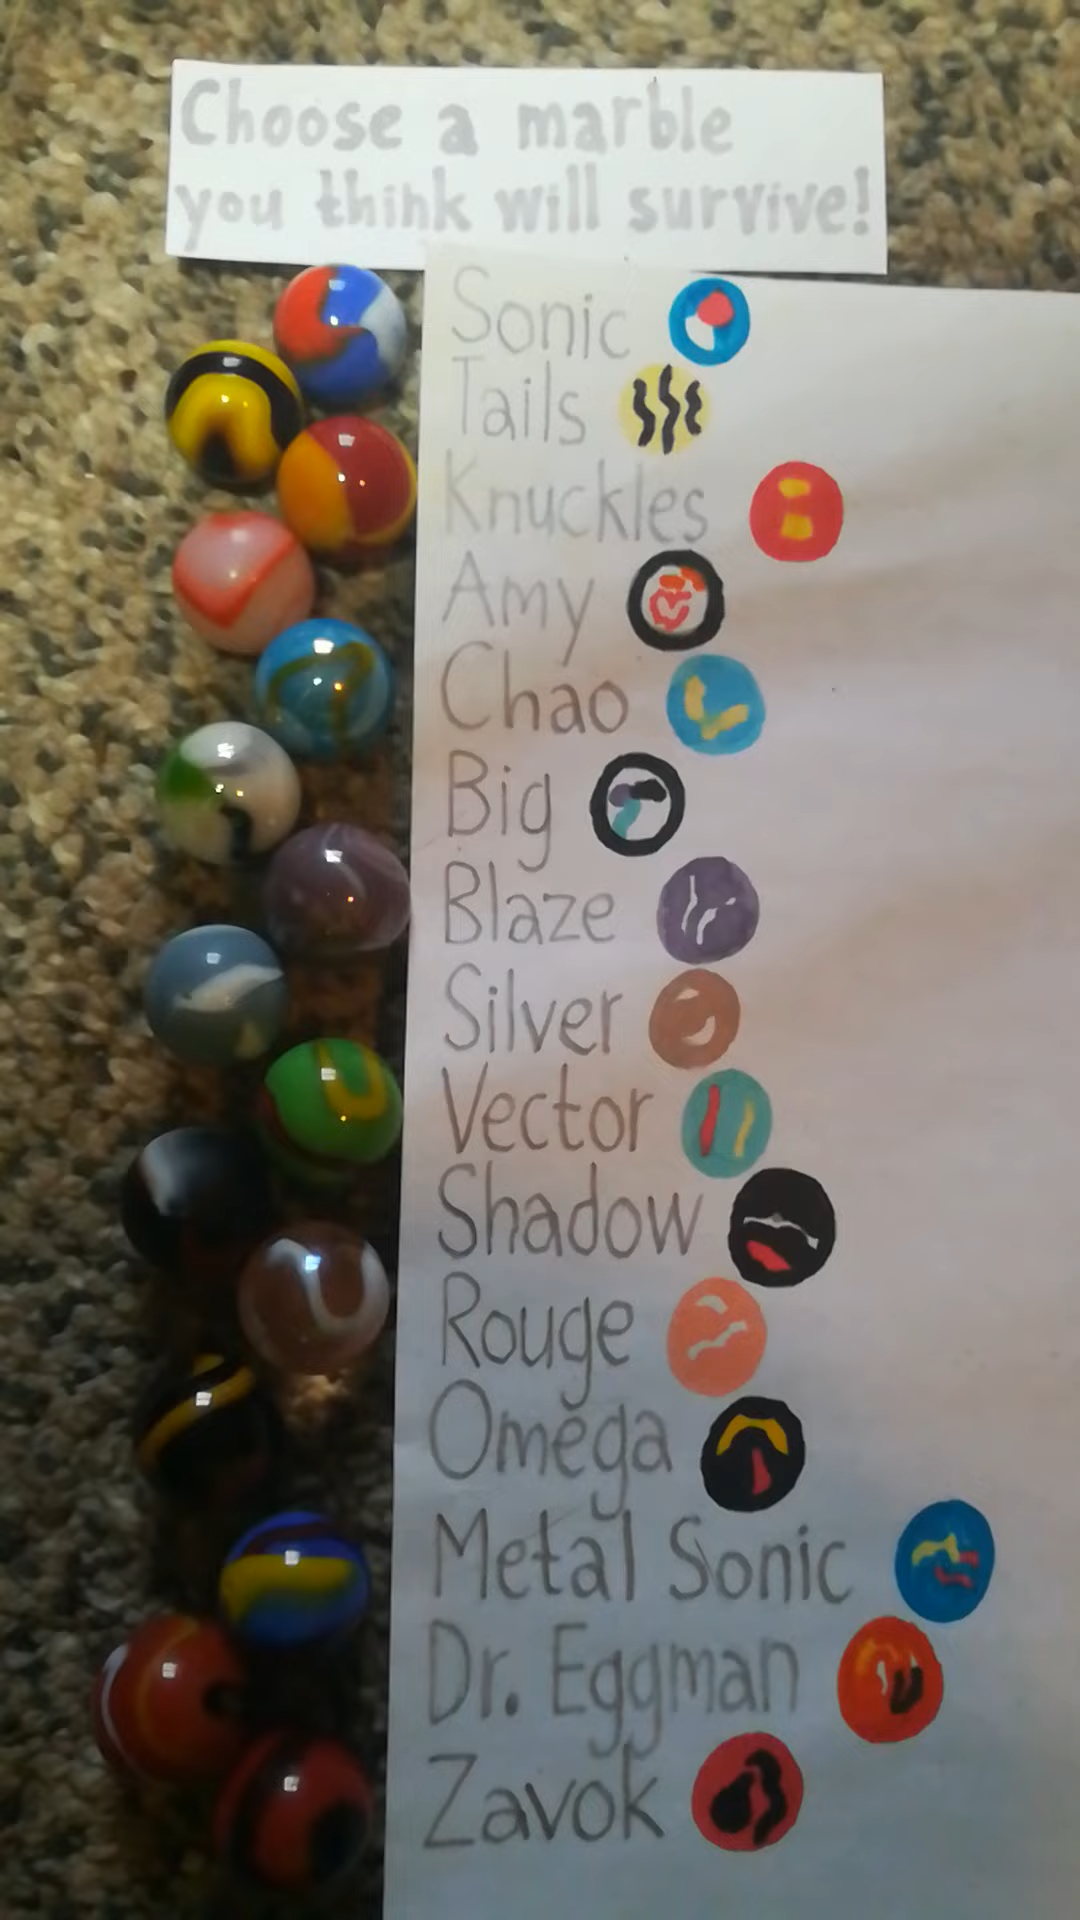 Choose a marble
you think will survive!
Sonic
Tails
Knuckles
Amy
Chao
Big
Blaze
Silver
Vector
Shadow
Rouge
Omega
Metal Sonic
Dr. Eggman
Zavok